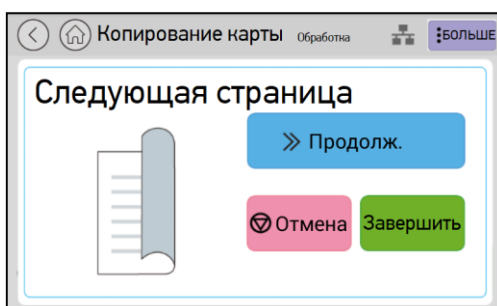 Копирование карты Обработка БОЛЬШЕ
Следующая страница
Продолж.
Отмена Завершить